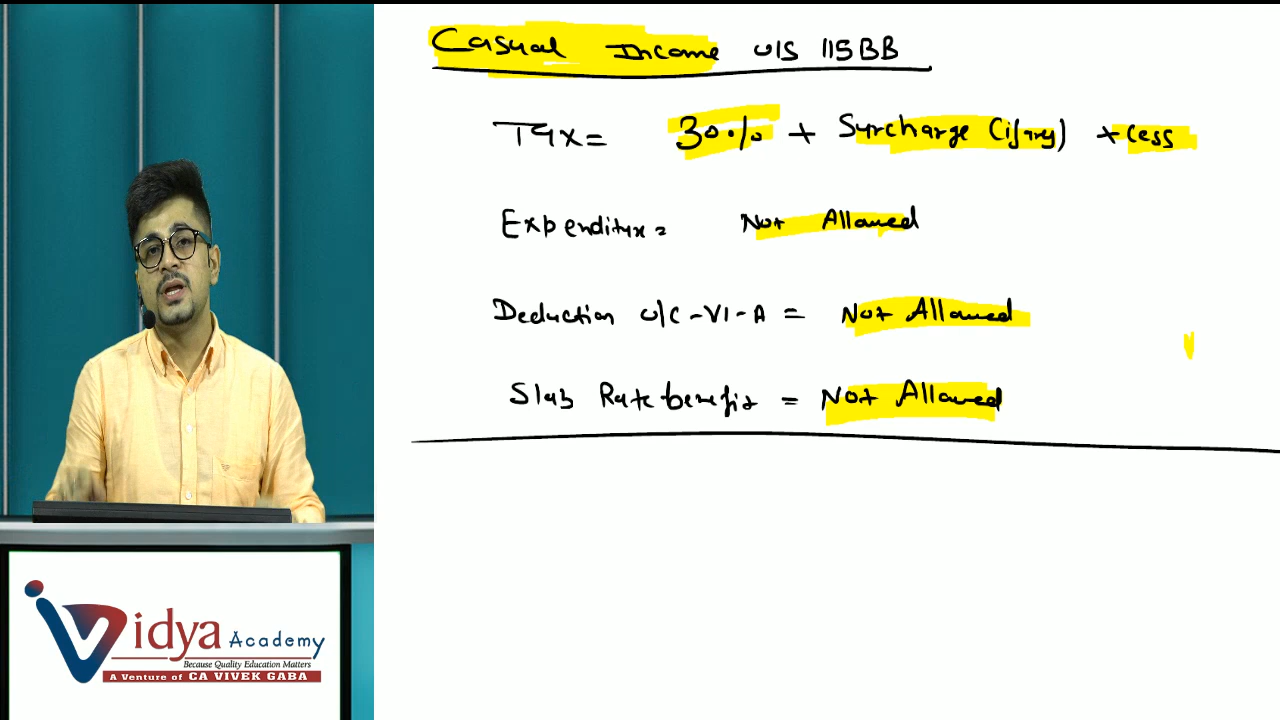 Casual Income u/s 115BB
Tax = 30% + Surcharge (if any) + Cess
Expenditure = Not Allowed
Deduction u/c-VI-A = Not Allowed
Slab Rate benefit = Not Allowed
Vidya Academy
Because Quality Education Matters
A Venture of CA VIVEK GABA